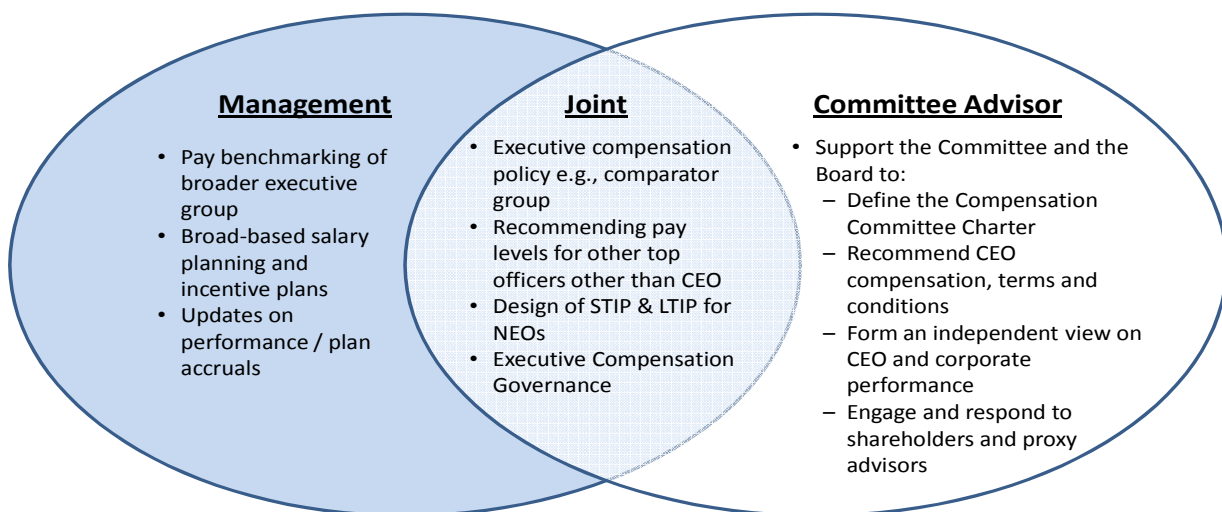 Management
• Pay benchmarking of
broader executive
group
• Broad-based salary
planning and
incentive plans
• Updates on
performance / plan
accruals
Joint
• Executive compensation
policy e.g., comparator
group
• Recommending pay
levels for other top
officers other than CEO
• Design of STIP & LTIP for
NEOs
• Executive Compensation
Governance
Committee Advisor
• Support the Committee and the
Board to:
– Define the Compensation
Committee Charter
– Recommend CEO
compensation, terms and
conditions
– Form an independent view on
CEO and corporate
performance
– Engage and respond to
shareholders and proxy
advisors